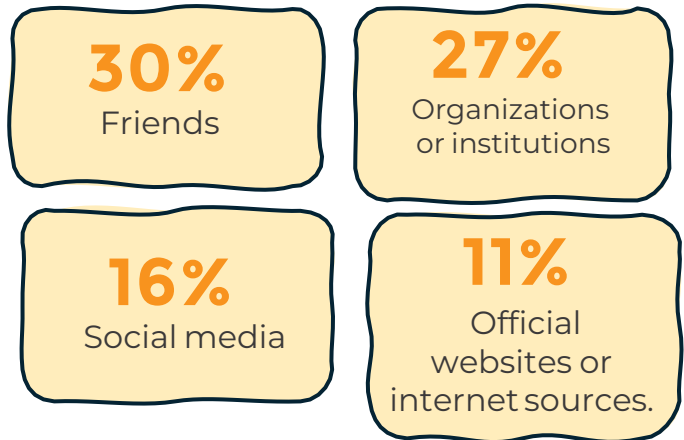 30%
Friends
27%
Organizations
or institutions
16%
Social media
11%
Official
websites or
internet sources.